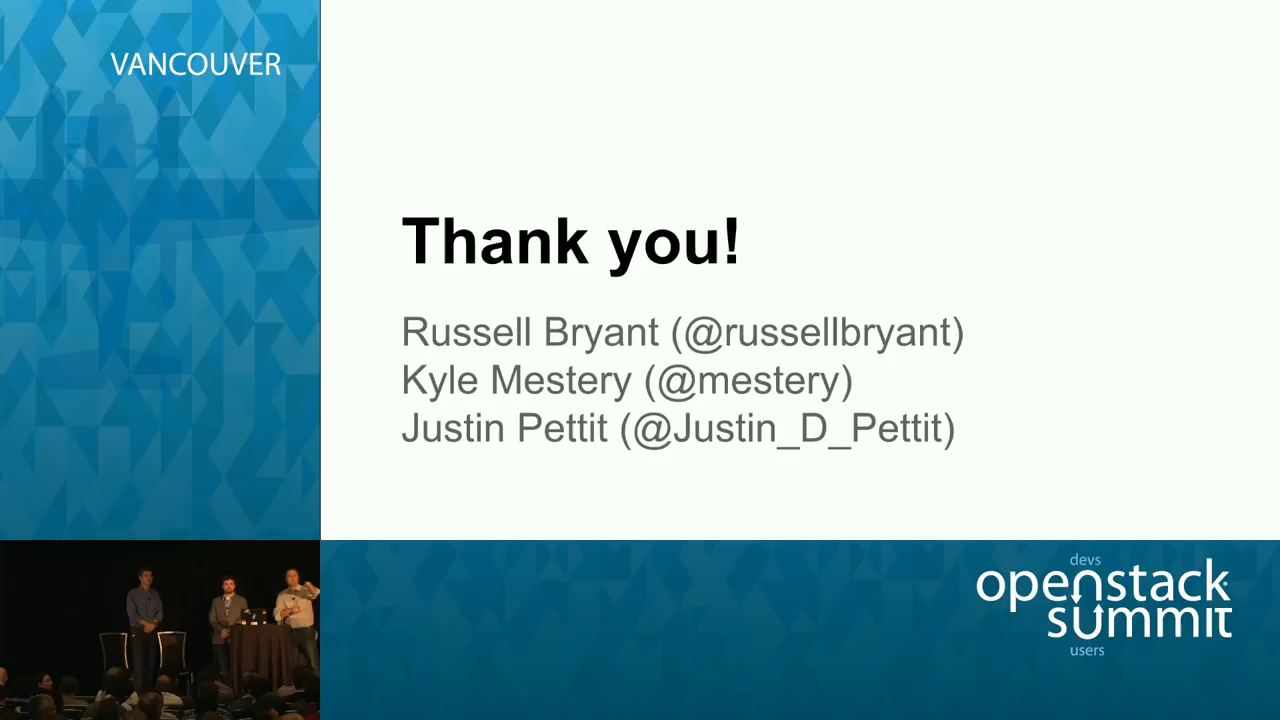 VANCOUVER
Thank you!
Russell Bryant (@russellbryant)
Kyle Mestery (@mestery)
Justin Pettit (@Justin_D_Pettit)
devs
openstack
summit
users